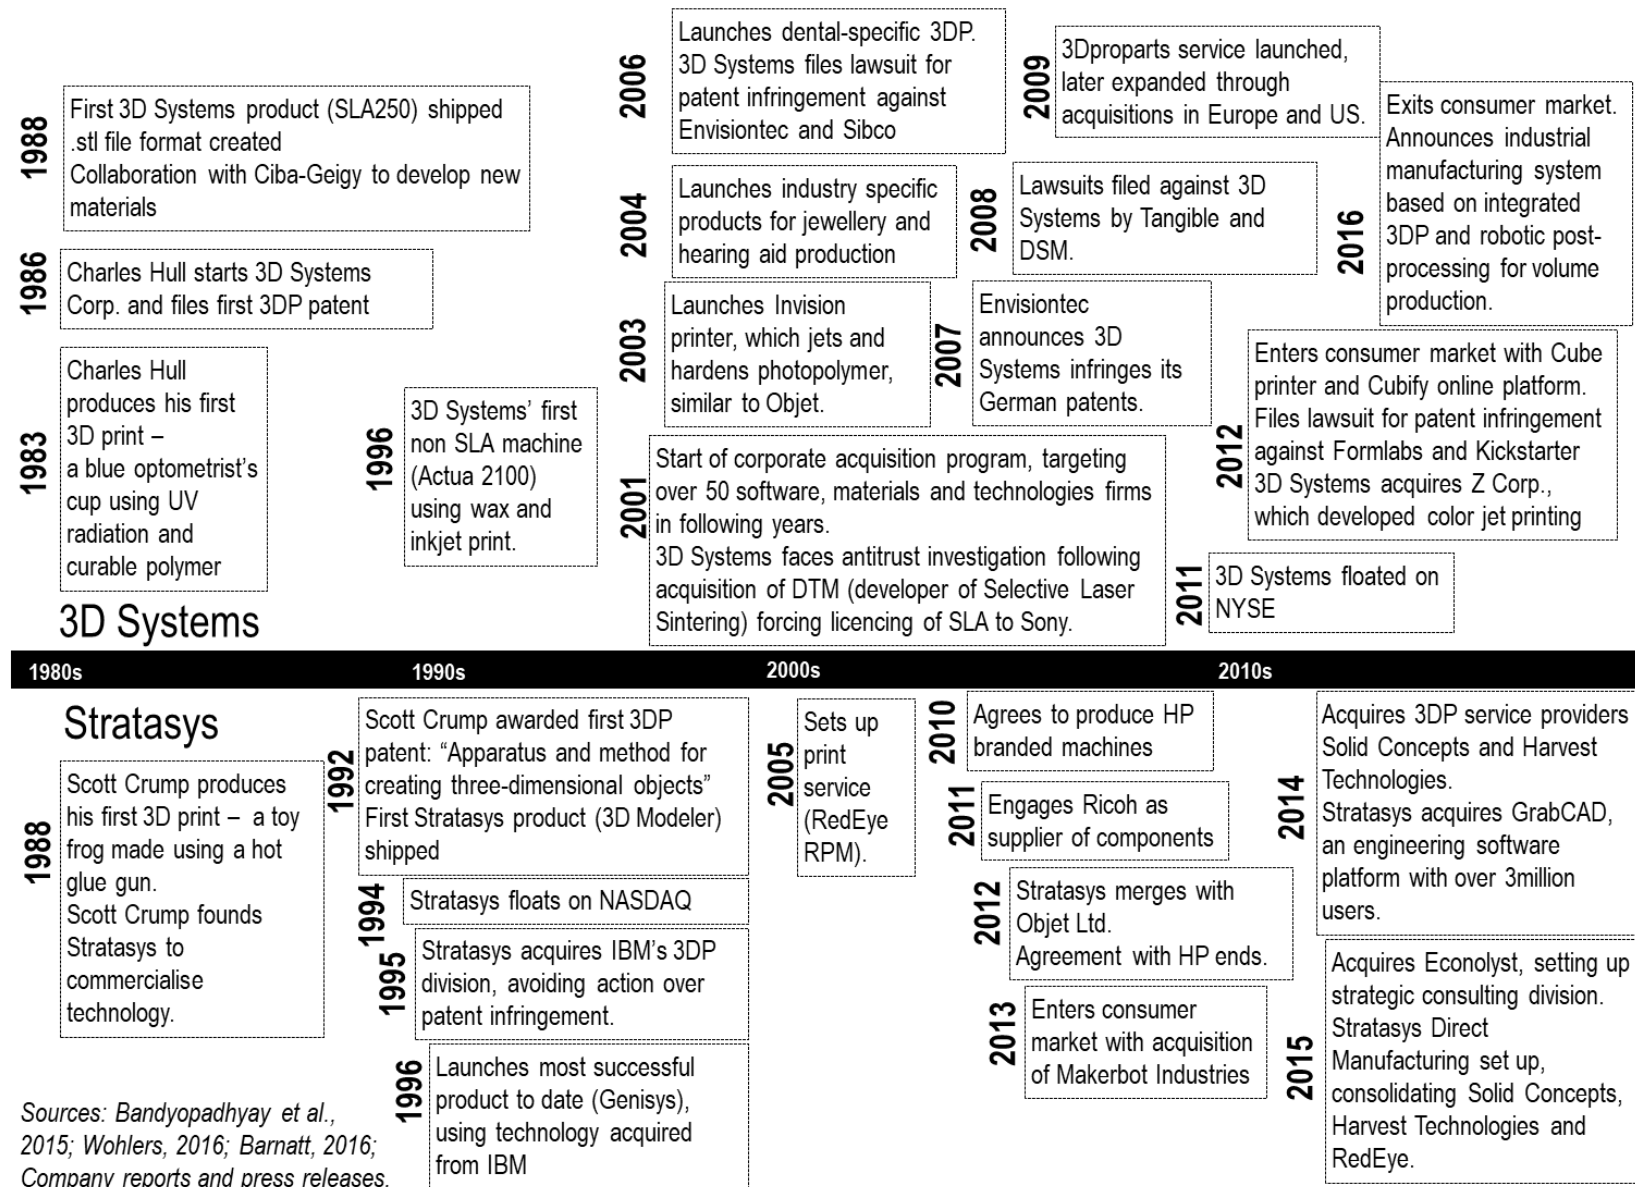 1988
First 3D Systems product (SLA250) shipped
.stl file format created
Collaboration with Ciba-Geigy to develop new
materials
1986
Charles Hull starts 3D Systems
Corp. and files first 3DP patent
1983
Charles Hull
produces his first
3D print –
a blue optometrist's
cup using UV
radiation and
curable polymer
1996
3D Systems' first
non SLA machine
(Actua 2100)
using wax and
inkjet print.
2006
Launches dental-specific 3DP.
3D Systems files lawsuit for
patent infringement against
Envisiontec and Sibco
2004
Launches industry specific
products for jewellery and
hearing aid production
2003
Launches Invision
printer, which jets and
hardens photopolymer,
similar to Objet.
2001
Start of corporate acquisition program, targeting
over 50 software, materials and technologies firms
in following years.
3D Systems faces antitrust investigation following
acquisition of DTM (developer of Selective Laser
Sintering) forcing licencing of SLA to Sony.
2009
3Dproparts service launched,
later expanded through
acquisitions in Europe and US.
2008
Lawsuits filed against 3D
Systems by Tangible and
DSM.
2007
Envisiontec
announces 3D
Systems infringes its
German patents.
2016
Exits consumer market.
Announces industrial
manufacturing system
based on integrated
3DP and robotic post-
processing for volume
production.
2012
Enters consumer market with Cube
printer and Cubify online platform.
Files lawsuit for patent infringement
against Formlabs and Kickstarter
3D Systems acquires Z Corp.,
which developed color jet printing
2011
3D Systems floated on
NYSE
3D Systems
1980s
1990s
2000s
2010s
Stratasys
1988
Scott Crump produces
his first 3D print – a toy
frog made using a hot
glue gun.
Scott Crump founds
Stratasys to
commercialise
technology.
1992
Scott Crump awarded first 3DP
patent: “Apparatus and method for
creating three-dimensional objects”
First Stratasys product (3D Modeler)
shipped
1994
Stratasys floats on NASDAQ
1995
Stratasys acquires IBM's 3DP
division, avoiding action over
patent infringement.
1996
Launches most successful
product to date (Genisys),
using technology acquired
from IBM
2005
Sets up
print
service
(RedEye
RPM).
2010
Agrees to produce HP
branded machines
2011
Engages Ricoh as
supplier of components
2012
Stratasys merges with
Objet Ltd.
Agreement with HP ends.
2013
Enters consumer
market with acquisition
of Makerbot Industries
2014
Acquires 3DP service providers
Solid Concepts and Harvest
Technologies.
Stratasys acquires GrabCAD,
an engineering software
platform with over 3million
users.
2015
Acquires Econolyst, setting up
strategic consulting division.
Stratasys Direct
Manufacturing set up,
consolidating Solid Concepts,
Harvest Technologies and
RedEye.
Sources: Bandyopadhyay et al.,
2015; Wohlers, 2016; Barnatt, 2016;
Company reports and press releases.